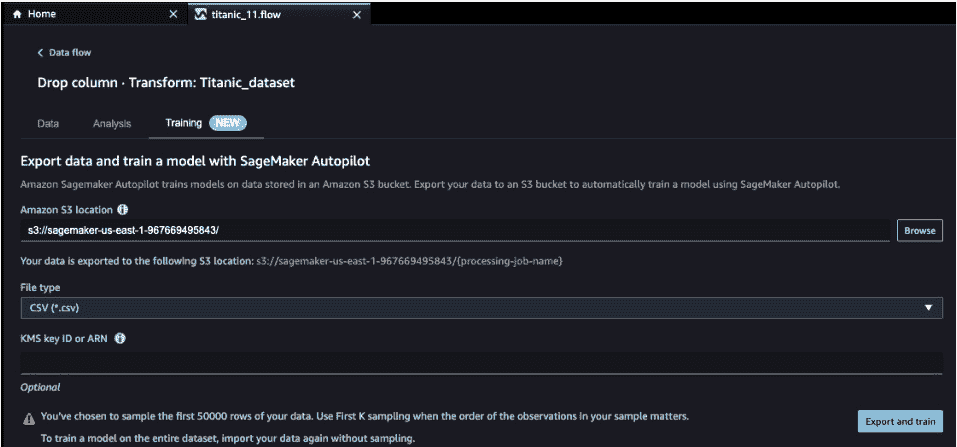 Home
titanic_11.flow
Data flow
Drop column · Transform: Titanic_dataset
Data Analysis Training NEW
Export data and train a model with SageMaker Autopilot
Amazon Sagemaker Autopilot trains models on data stored in an Amazon S3 bucket. Export your data to an S3 bucket to automatically train a model using SageMaker Autopilot.
Amazon S3 location
s3://sagemaker-us-east-1-967669495843/ Browse
Your data is exported to the following S3 location: s3://sagemaker-us-east-1-967669495843/{processing-job-name}
File type
CSV (*.csv)
KMS key ID or ARN
Optional
You've chosen to sample the first 50000 rows of your data. Use First K sampling when the order of the observations in your sample matters.
Export and train
To train a model on the entire dataset, import your data again without sampling.